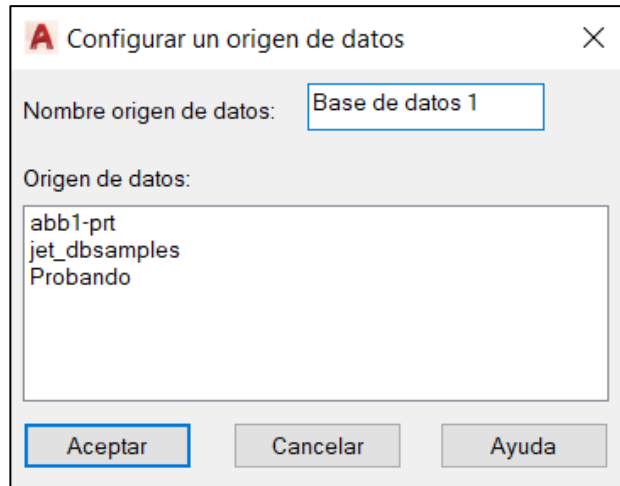 Configurar un origen de datos
Nombre origen de datos: Base de datos 1
Origen de datos:
abb1-prt
jet_dbsamples
Probando
Aceptar Cancelar Ayuda